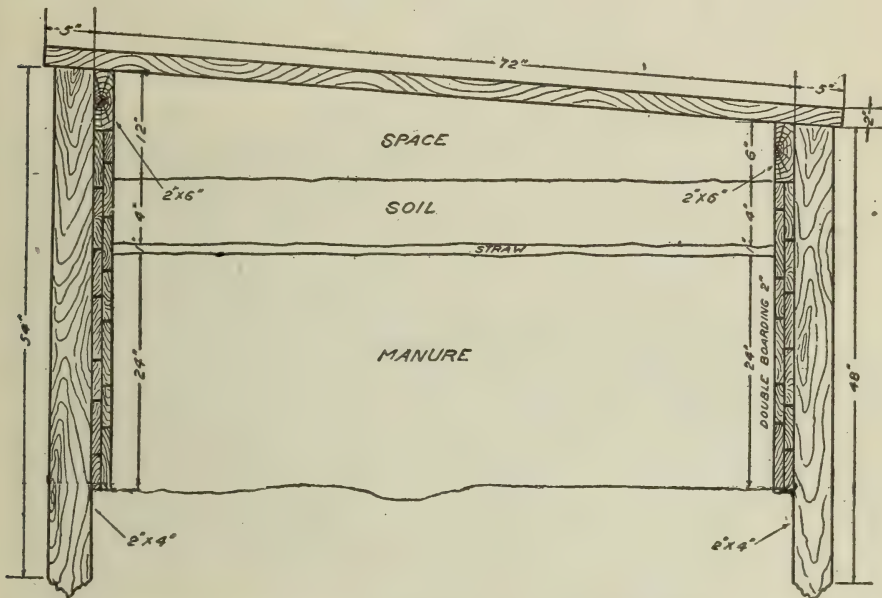 5"
72"
5"
2"
12"
SPACE
6"
2"X6"
2"X6"
4"
SOIL
4"
STRAW
54"
24"
MANURE
24"
DOUBLE BOARDING 2"
48"
2"X4"
2"X4"